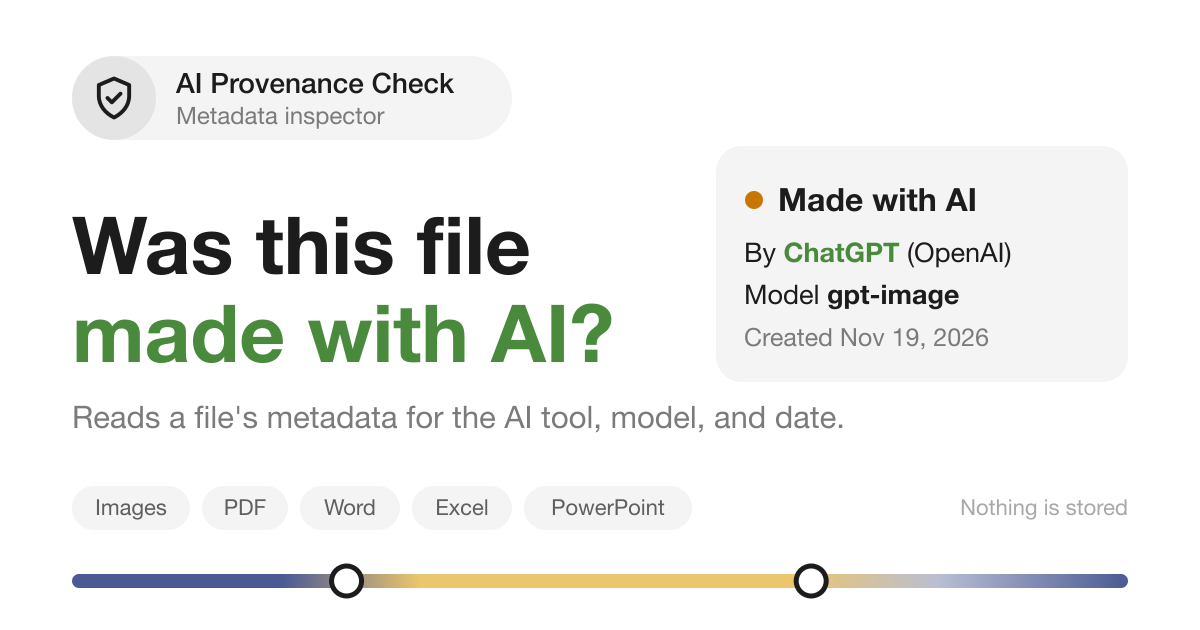 AI Provenance Check
Metadata inspector
Was this file
made with AI?
Made with AI
By ChatGPT (OpenAI)
Model gpt-image
Created Nov 19, 2026
Reads a file's metadata for the AI tool, model, and date.
Images
PDF
Word
Excel
PowerPoint
Nothing is stored